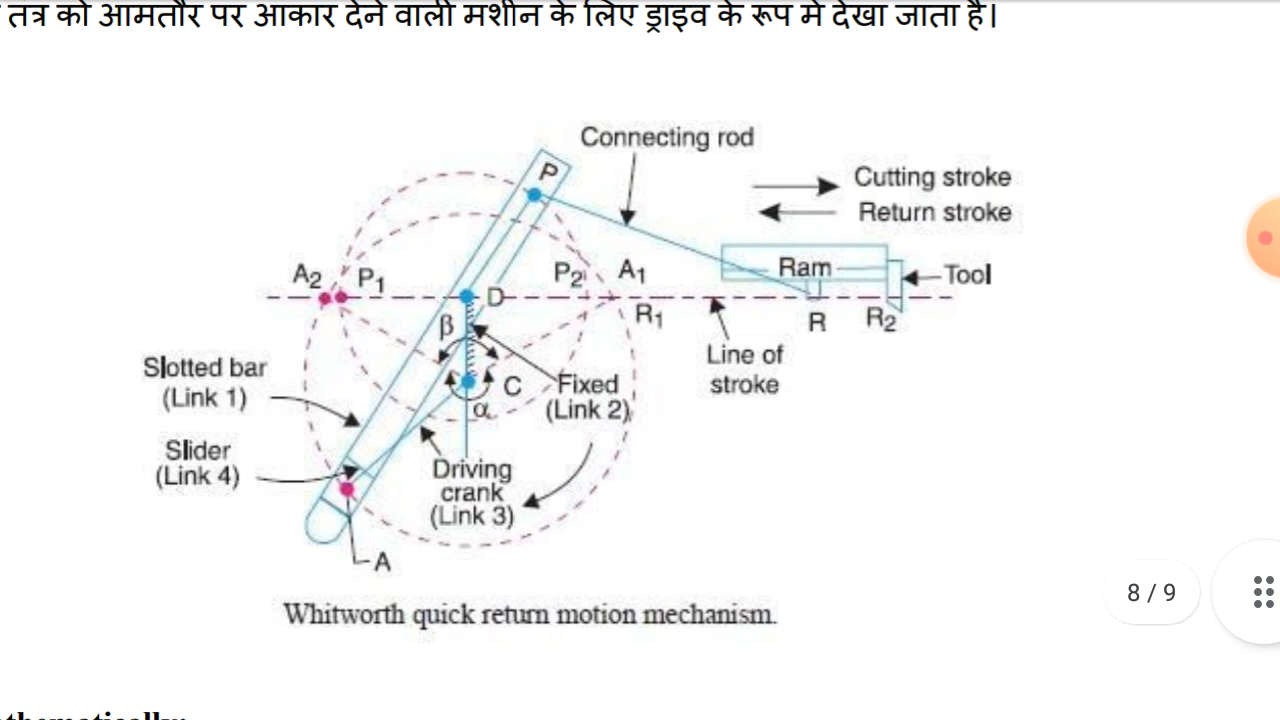 तंत्र को आमतौर पर आकार देने वाली मशीन के लिए ड्राइव के रूप में देखा जाता है।
Connecting rod
P
Cutting stroke
Return stroke
A2 P1
D
P2 A1
Ram
Tool
R1
R
R2
β
Line of
stroke
Slotted bar
(Link 1)
C
Fixed
(Link 2)
α
Slider
(Link 4)
Driving
crank
(Link 3)
A
8 / 9
Whitworth quick return motion mechanism.